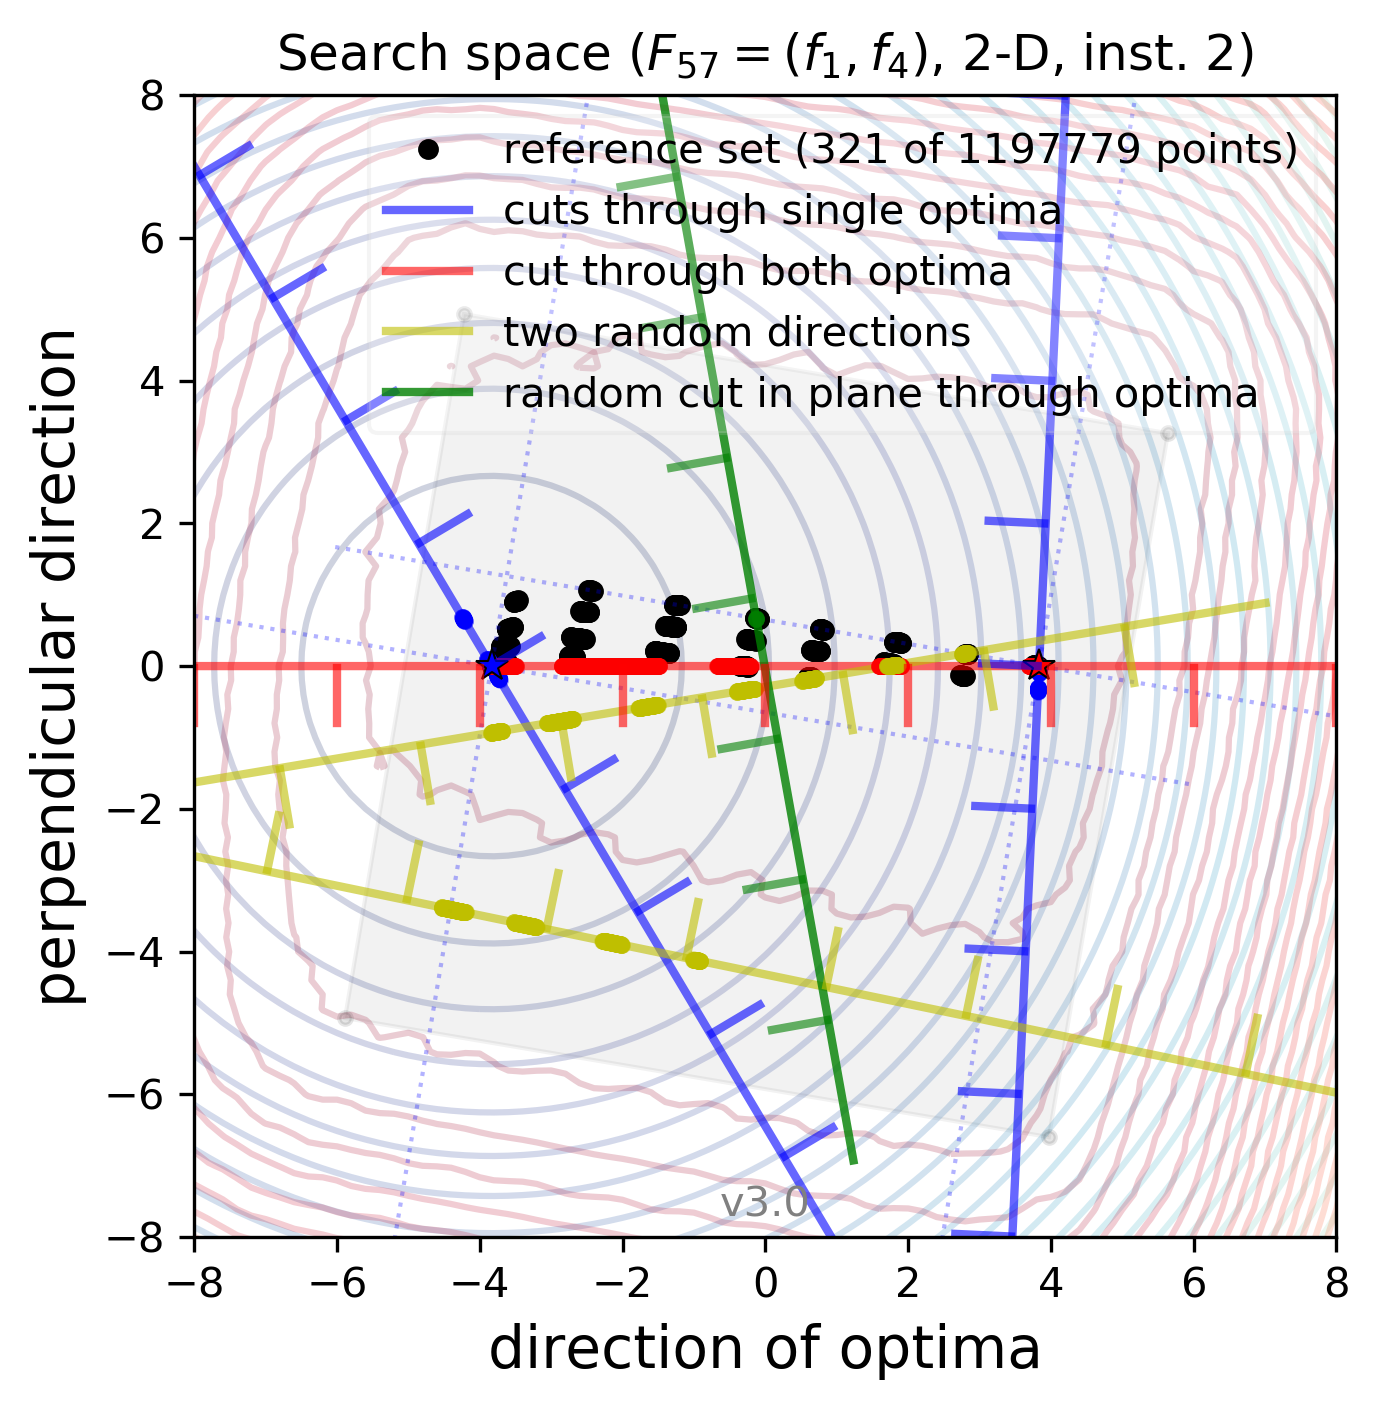 Search space (F₅₇ = (f₁, f₄), 2-D, inst. 2)
reference set (321 of 1197779 points)
cuts through single optima
cut through both optima
two random directions
random cut in plane through optima
perpendicular direction
8
6
4
2
0
−2
−4
−6
−8
v3.0
−8 −6 −4 −2 0 2 4 6 8
direction of optima